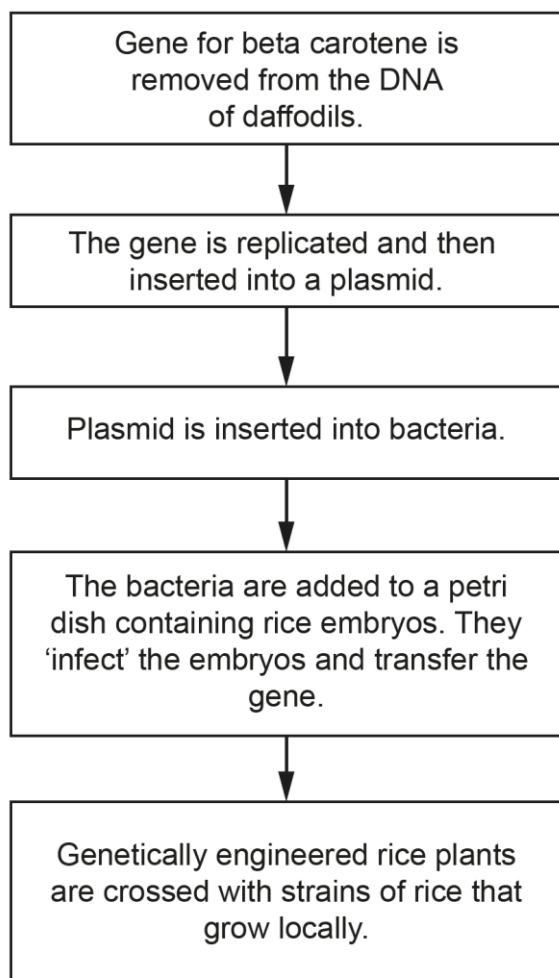 Gene for beta carotene is
removed from the DNA
of daffodils.
The gene is replicated and then
inserted into a plasmid.
Plasmid is inserted into bacteria.
The bacteria are added to a petri
dish containing rice embryos. They
‘infect’ the embryos and transfer the
gene.
Genetically engineered rice plants
are crossed with strains of rice that
grow locally.